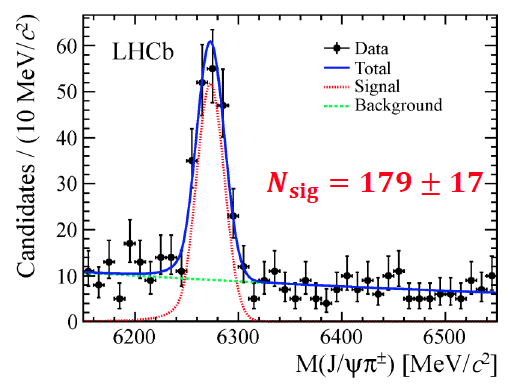 Candidates / (10 MeV/c²)
60
50
40
30
20
10
0
LHCb
Data
Total
Signal
Background
N_sig = 179 ± 17
6200 6300 6400 6500
M(J/ψπ±) [MeV/c²]